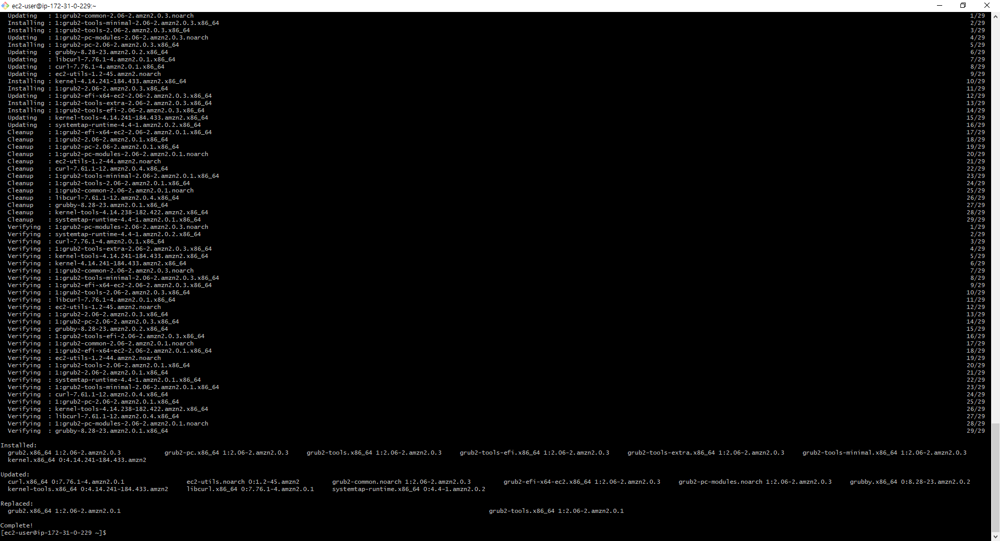 ec2-user@ip-172-31-0-229:~
Updating   : 1:grub2-common-2.06-2.amzn2.0.3.noarch 1/29
Installing : 1:grub2-tools-minimal-2.06-2.amzn2.0.3.x86_64 2/29
Installing : 1:grub2-tools-2.06-2.amzn2.0.3.x86_64 3/29
Updating   : 1:grub2-pc-modules-2.06-2.amzn2.0.3.noarch 4/29
Installing : 1:grub2-pc-2.06-2.amzn2.0.3.x86_64 5/29
Updating   : grubby-8.28-23.amzn2.0.2.x86_64 6/29
Updating   : libcurl-7.76.1-4.amzn2.0.1.x86_64 7/29
Updating   : curl-7.76.1-4.amzn2.0.1.x86_64 8/29
Updating   : ec2-utils-1.2-45.amzn2.noarch 9/29
Installing : kernel-4.14.241-184.433.amzn2.x86_64 10/29
Installing : 1:grub2-2.06-2.amzn2.0.3.x86_64 11/29
Updating   : 1:grub2-efi-x64-ec2-2.06-2.amzn2.0.3.x86_64 12/29
Installing : 1:grub2-tools-extra-2.06-2.amzn2.0.3.x86_64 13/29
Installing : 1:grub2-tools-efi-2.06-2.amzn2.0.3.x86_64 14/29
Updating   : kernel-tools-4.14.241-184.433.amzn2.x86_64 15/29
Updating   : systemtap-runtime-4.4-1.amzn2.0.2.x86_64 16/29
Cleanup    : 1:grub2-efi-x64-ec2-2.06-2.amzn2.0.1.x86_64 17/29
Cleanup    : 1:grub2-2.06-2.amzn2.0.1.x86_64 18/29
Cleanup    : 1:grub2-pc-2.06-2.amzn2.0.1.x86_64 19/29
Cleanup    : 1:grub2-pc-modules-2.06-2.amzn2.0.1.noarch 20/29
Cleanup    : ec2-utils-1.2-44.amzn2.noarch 21/29
Cleanup    : curl-7.61.1-12.amzn2.0.4.x86_64 22/29
Cleanup    : 1:grub2-tools-minimal-2.06-2.amzn2.0.1.x86_64 23/29
Cleanup    : 1:grub2-tools-2.06-2.amzn2.0.1.x86_64 24/29
Cleanup    : 1:grub2-common-2.06-2.amzn2.0.1.noarch 25/29
Cleanup    : libcurl-7.61.1-12.amzn2.0.4.x86_64 26/29
Cleanup    : grubby-8.28-23.amzn2.0.1.x86_64 27/29
Cleanup    : kernel-tools-4.14.238-182.422.amzn2.x86_64 28/29
Cleanup    : systemtap-runtime-4.4-1.amzn2.0.1.x86_64 29/29
Verifying  : 1:grub2-pc-modules-2.06-2.amzn2.0.3.noarch 1/29
Verifying  : systemtap-runtime-4.4-1.amzn2.0.2.x86_64 2/29
Verifying  : curl-7.76.1-4.amzn2.0.1.x86_64 3/29
Verifying  : 1:grub2-tools-extra-2.06-2.amzn2.0.3.x86_64 4/29
Verifying  : kernel-tools-4.14.241-184.433.amzn2.x86_64 5/29
Verifying  : kernel-4.14.241-184.433.amzn2.x86_64 6/29
Verifying  : 1:grub2-common-2.06-2.amzn2.0.3.noarch 7/29
Verifying  : 1:grub2-tools-minimal-2.06-2.amzn2.0.3.x86_64 8/29
Verifying  : 1:grub2-efi-x64-ec2-2.06-2.amzn2.0.3.x86_64 9/29
Verifying  : 1:grub2-tools-2.06-2.amzn2.0.3.x86_64 10/29
Verifying  : libcurl-7.76.1-4.amzn2.0.1.x86_64 11/29
Verifying  : ec2-utils-1.2-45.amzn2.noarch 12/29
Verifying  : 1:grub2-2.06-2.amzn2.0.3.x86_64 13/29
Verifying  : 1:grub2-pc-2.06-2.amzn2.0.3.x86_64 14/29
Verifying  : grubby-8.28-23.amzn2.0.2.x86_64 15/29
Verifying  : 1:grub2-tools-efi-2.06-2.amzn2.0.3.x86_64 16/29
Verifying  : 1:grub2-common-2.06-2.amzn2.0.1.noarch 17/29
Verifying  : 1:grub2-efi-x64-ec2-2.06-2.amzn2.0.1.x86_64 18/29
Verifying  : ec2-utils-1.2-44.amzn2.noarch 19/29
Verifying  : 1:grub2-tools-2.06-2.amzn2.0.1.x86_64 20/29
Verifying  : 1:grub2-2.06-2.amzn2.0.1.x86_64 21/29
Verifying  : systemtap-runtime-4.4-1.amzn2.0.1.x86_64 22/29
Verifying  : 1:grub2-tools-minimal-2.06-2.amzn2.0.1.x86_64 23/29
Verifying  : curl-7.61.1-12.amzn2.0.4.x86_64 24/29
Verifying  : 1:grub2-pc-2.06-2.amzn2.0.1.x86_64 25/29
Verifying  : kernel-tools-4.14.238-182.422.amzn2.x86_64 26/29
Verifying  : libcurl-7.61.1-12.amzn2.0.4.x86_64 27/29
Verifying  : 1:grub2-pc-modules-2.06-2.amzn2.0.1.noarch 28/29
Verifying  : grubby-8.28-23.amzn2.0.1.x86_64 29/29
Installed:
grub2.x86_64 1:2.06-2.amzn2.0.3 grub2-pc.x86_64 1:2.06-2.amzn2.0.3 grub2-tools.x86_64 1:2.06-2.amzn2.0.3 grub2-tools-efi.x86_64 1:2.06-2.amzn2.0.3 grub2-tools-extra.x86_64 1:2.06-2.amzn2.0.3 grub2-tools-minimal.x86_64 1:2.06-2.amzn2.0.3
kernel.x86_64 0:4.14.241-184.433.amzn2
Updated:
curl.x86_64 0:7.76.1-4.amzn2.0.1 ec2-utils.noarch 0:1.2-45.amzn2 grub2-common.noarch 1:2.06-2.amzn2.0.3 grub2-efi-x64-ec2.x86_64 1:2.06-2.amzn2.0.3 grub2-pc-modules.noarch 1:2.06-2.amzn2.0.3 grubby.x86_64 0:8.28-23.amzn2.0.2
kernel-tools.x86_64 0:4.14.241-184.433.amzn2 libcurl.x86_64 0:7.76.1-4.amzn2.0.1 systemtap-runtime.x86_64 0:4.4-1.amzn2.0.2
Replaced:
grub2.x86_64 1:2.06-2.amzn2.0.1 grub2-tools.x86_64 1:2.06-2.amzn2.0.1
Complete!
[ec2-user@ip-172-31-0-229 ~]$